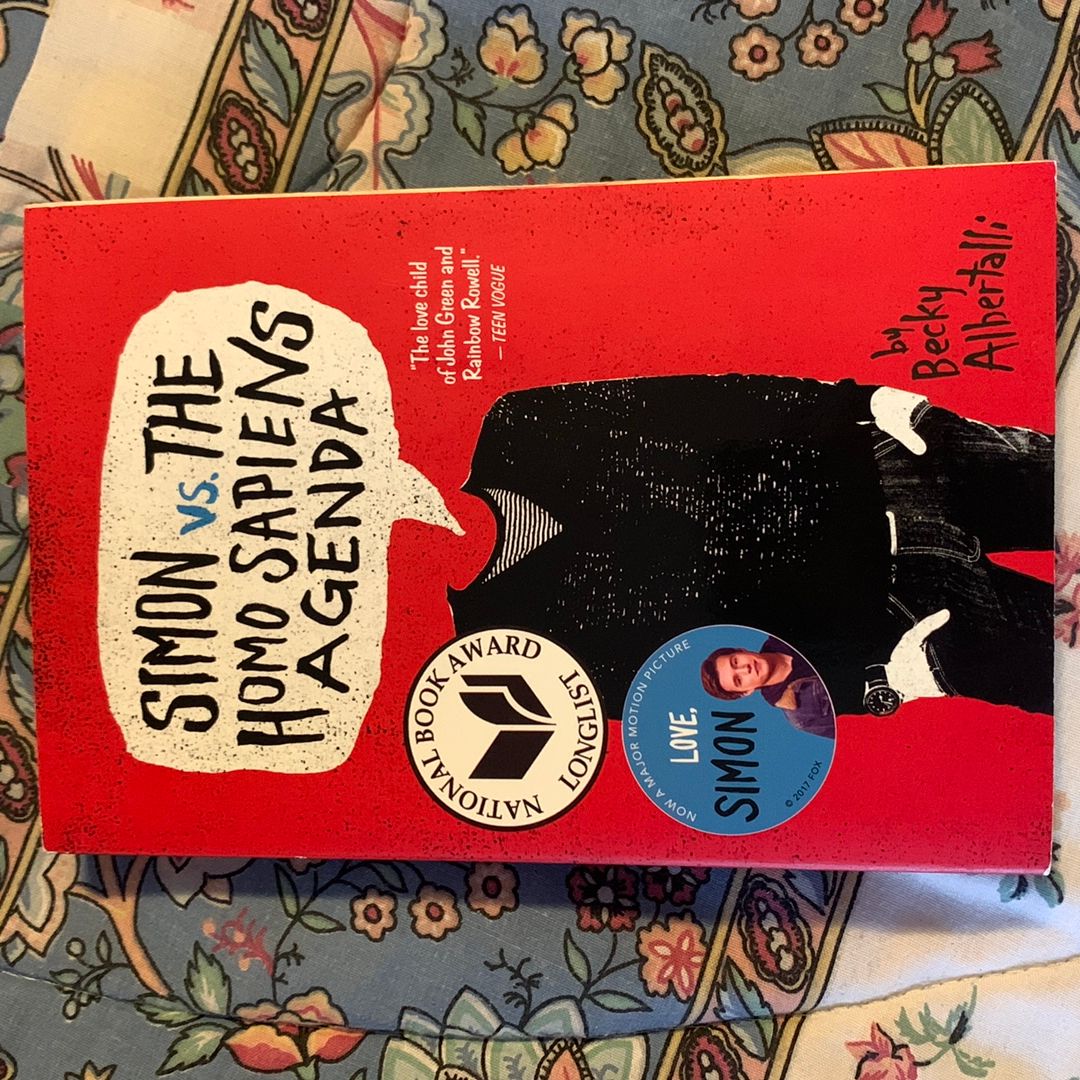 SIMON vs. THE
HOMO SAPIENS
AGENDA
"The love child
of John Green and
Rainbow Rowell."
— TEEN VOGUE
NATIONAL BOOK AWARD
LONGLIST
NOW A MAJOR MOTION PICTURE
LOVE,
SIMON
© 2017 FOX
by
Becky
Albertalli